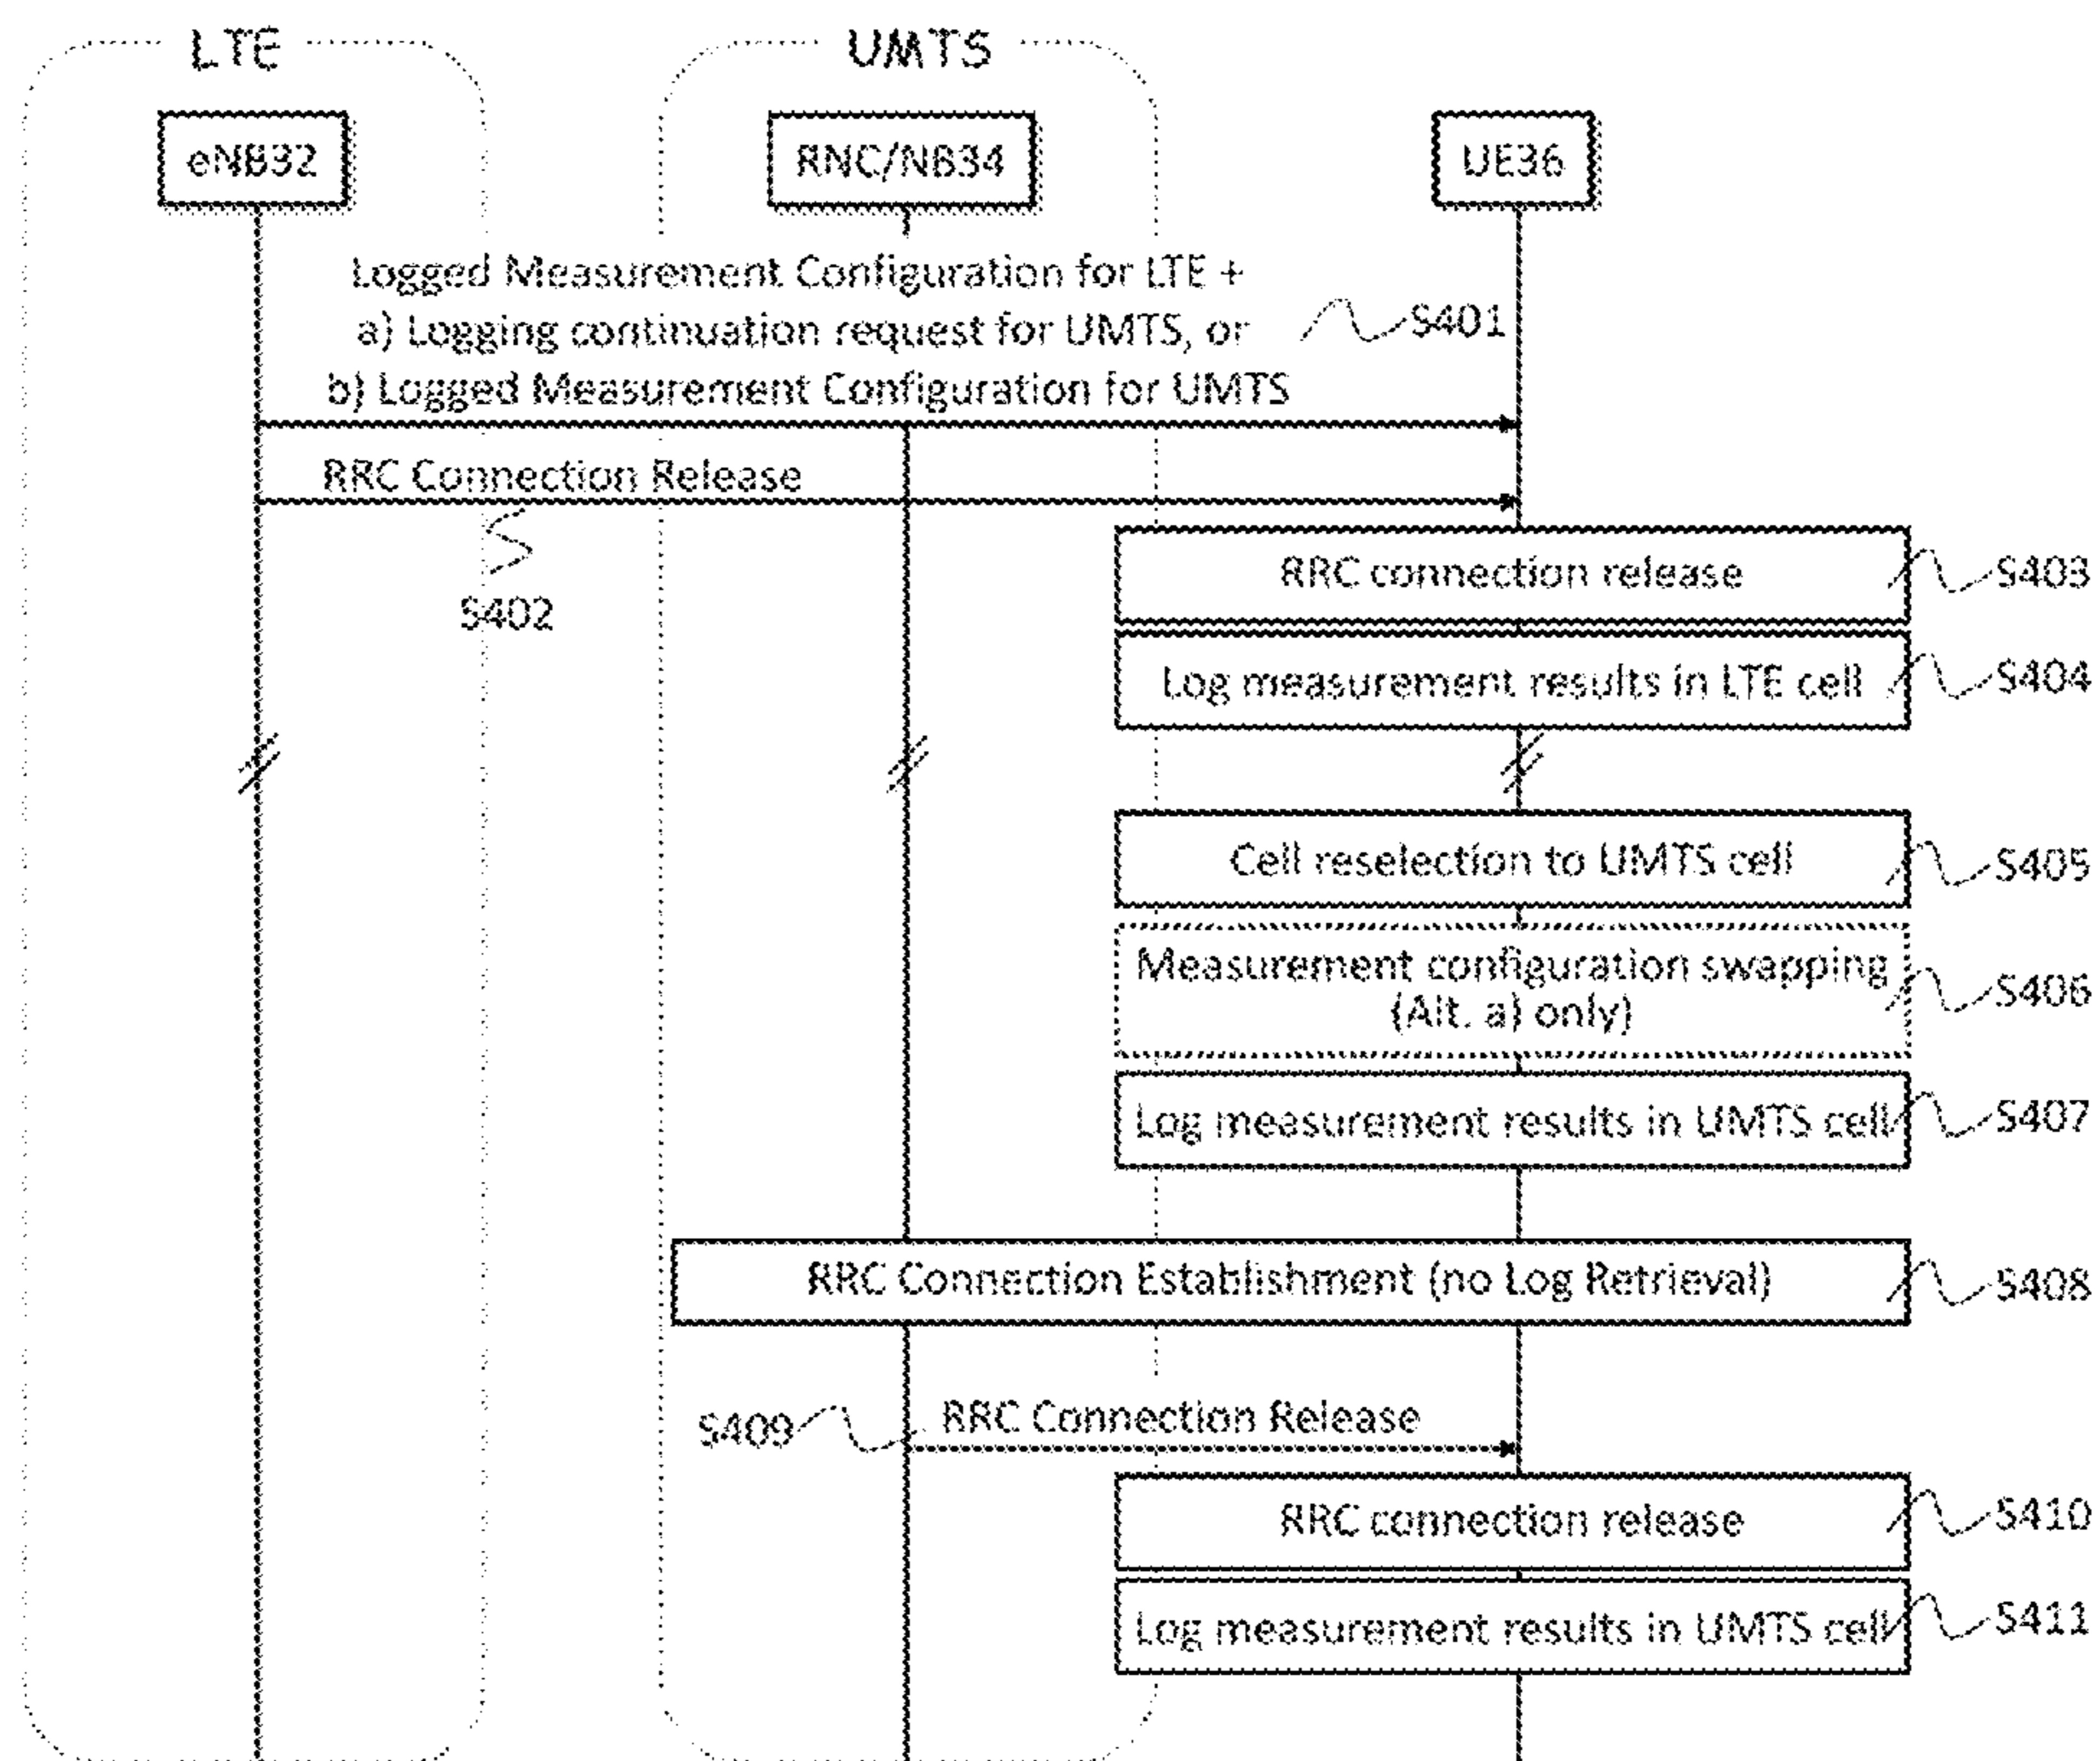 LTE
UMTS
eNB32
RNC/NB34
UE36
Logged Measurement Configuration for LTE +
a) Logging continuation request for UMTS, or
b) Logged Measurement Configuration for UMTS
S401
RRC Connection Release
S402
RRC connection release
S403
Log measurement results in LTE cell
S404
Cell reselection to UMTS cell
S405
Measurement configuration swapping
(Alt. a) only)
S406
Log measurement results in UMTS cell
S407
RRC Connection Establishment (no Log Retrieval)
S408
S409
RRC Connection Release
RRC connection release
S410
Log measurement results in UMTS cell
S411